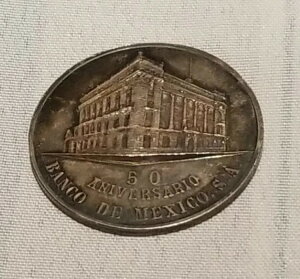 50
ANIVERSARIO
BANCO DE MEXICO, S.A.